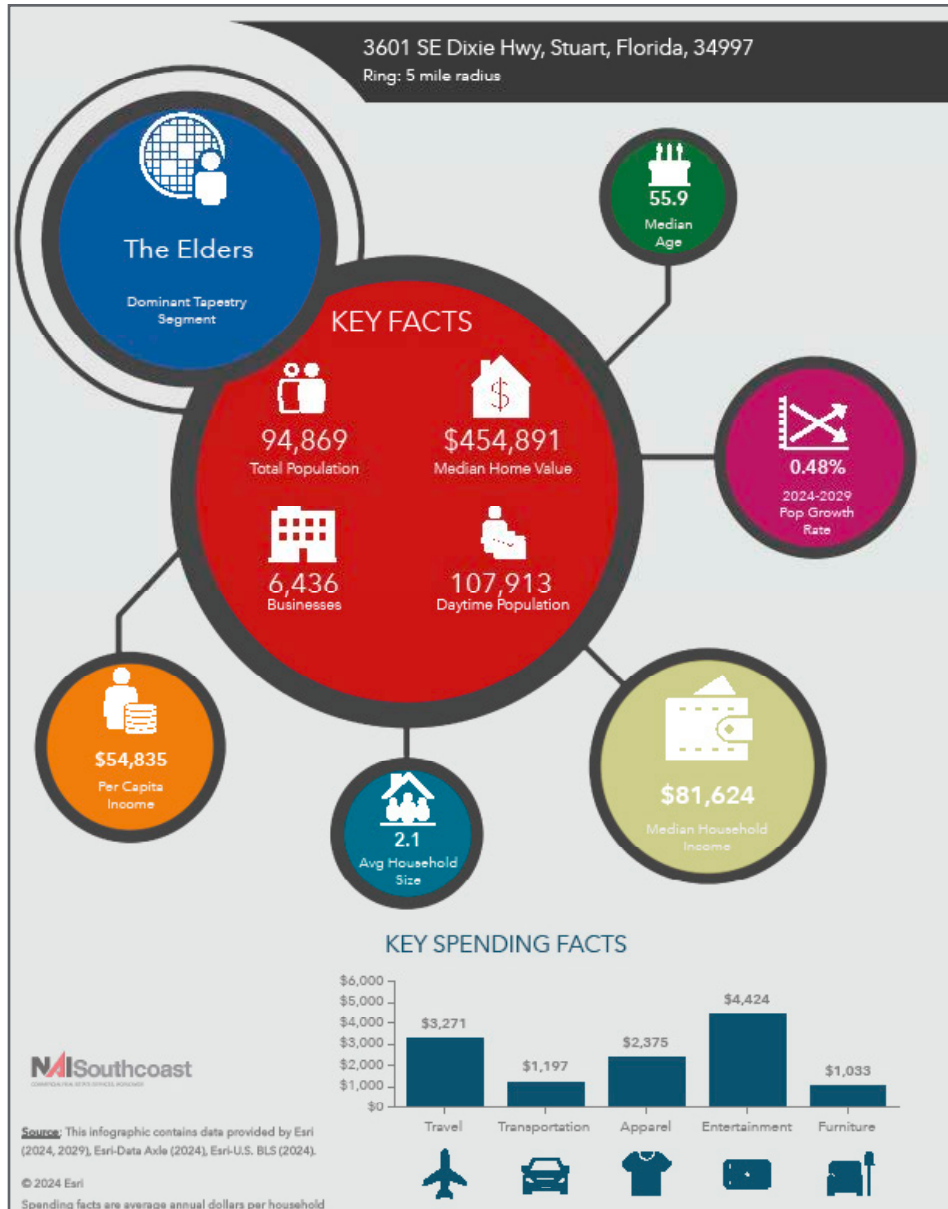 3601 SE Dixie Hwy, Stuart, Florida, 34997
Ring: 5 mile radius
The Elders
Dominant Tapestry
Segment
55.9
Median
Age
KEY FACTS
94,869
Total Population
$454,891
Median Home Value
6,436
Businesses
107,913
Daytime Population
0.48%
2024-2029
Pop Growth
Rate
$54,835
Per Capita
Income
2.1
Avg Household
Size
$81,624
Median Household
Income
KEY SPENDING FACTS
$6,000
$5,000
$4,000
$3,000
$2,000
$1,000
$0
$3,271
$1,197
$2,375
$4,424
$1,033
Travel
Transportation
Apparel
Entertainment
Furniture
NAISouthcoast
Source: This infographic contains data provided by Esri
(2024, 2029), Esri-Data Axle (2024), Esri-U.S. BLS (2024).
© 2024 Esri
Spending facts are average annual dollars per household